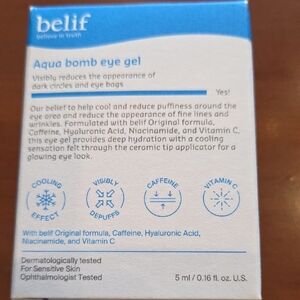 belif
believe in truth
Aqua bomb eye gel
Visibly reduces the appearance of
dark circles and eye bags
Yes!
Our belief to help cool and reduce puffiness around the
eye area and reduce the appearance of fine lines and
wrinkles. Formulated with belif Original formula,
Caffeine, Hyaluronic Acid, Niacinamide, and Vitamin C,
this eye gel provides deep hydration with a cooling
sensation felt through the ceramic tip applicator for a
glowing eye look.
COOLING EFFECT
VISIBLY DEPUFFS
CAFFEINE
VITAMIN C
With belif Original formula, Caffeine, Hyaluronic Acid,
Niacinamide, and Vitamin C
Dermatologically tested
For Sensitive Skin
Ophthalmologist Tested
5 ml / 0.16 fl. oz. U.S.